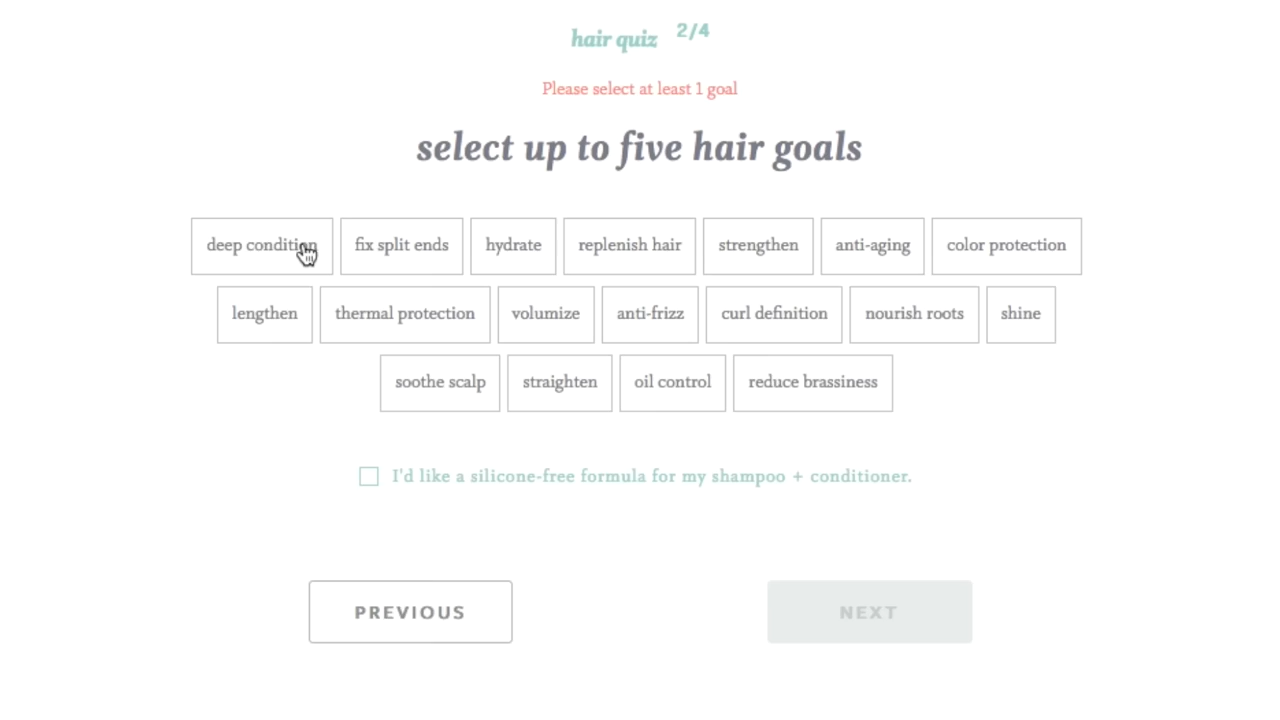 hair quiz 2/4
Please select at least 1 goal
select up to five hair goals
deep condition fix split ends hydrate replenish hair strengthen anti-aging color protection
lengthen thermal protection volumize anti-frizz curl definition nourish roots shine
soothe scalp straighten oil control reduce brassiness
I'd like a silicone-free formula for my shampoo + conditioner.
PREVIOUS NEXT